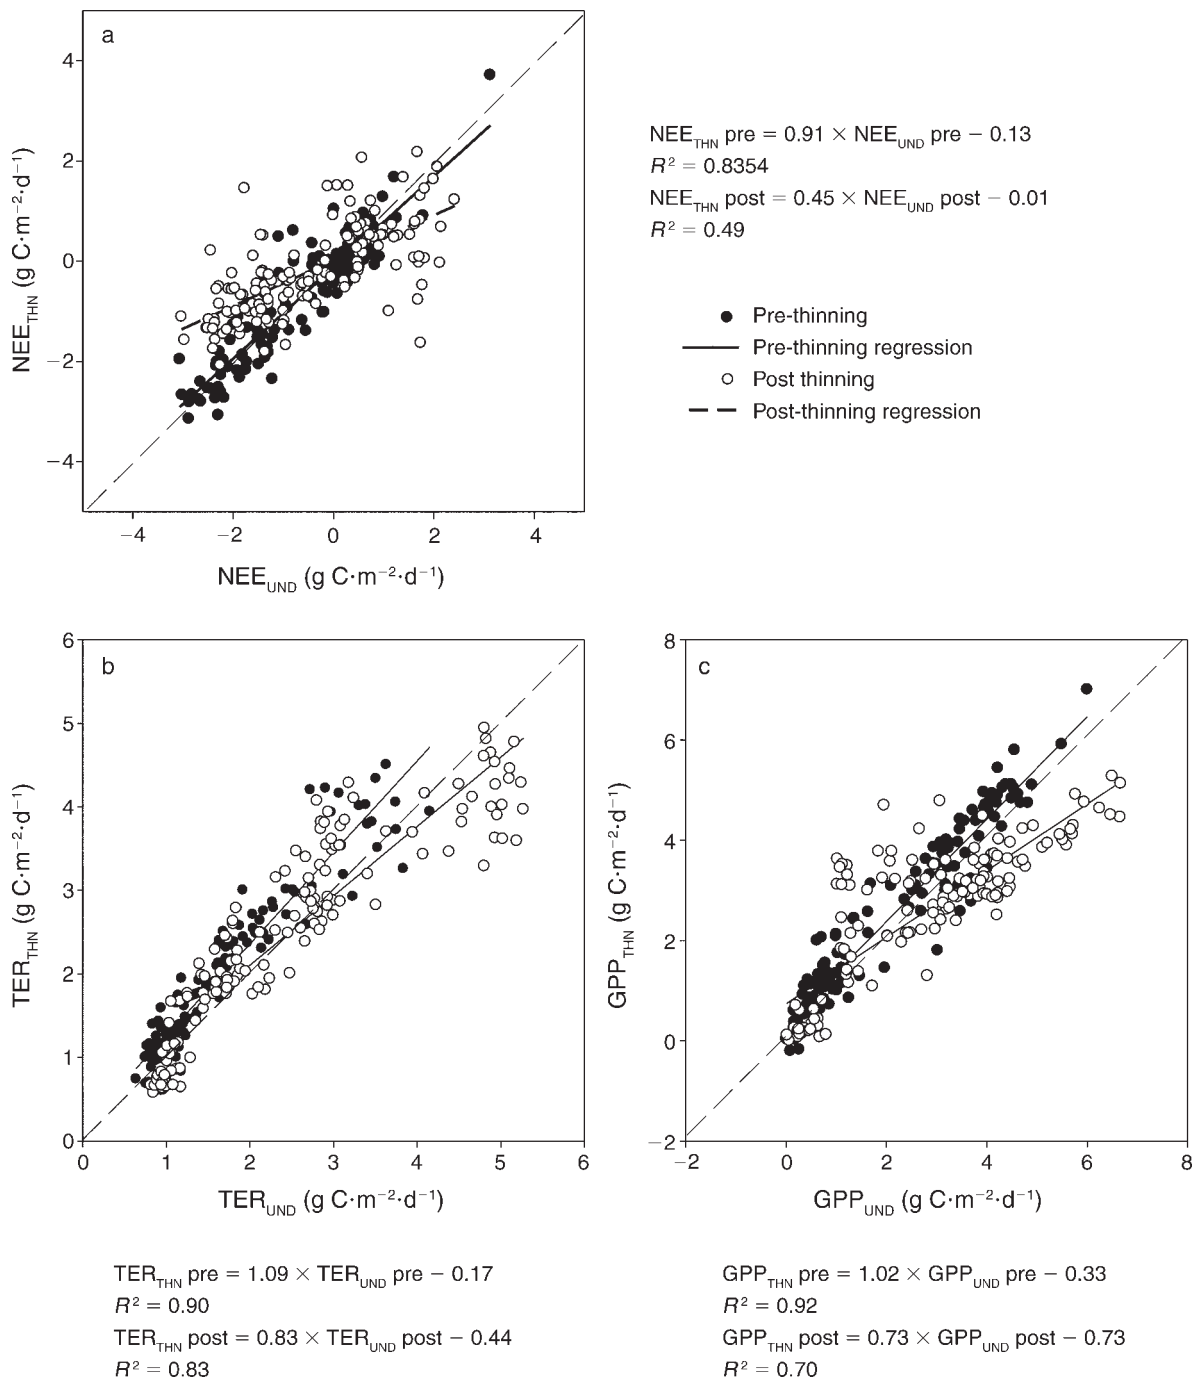 a
4
2
0
−2
−4
−4 −2 0 2 4
NEE_THN (g C·m⁻²·d⁻¹)
NEE_UND (g C·m⁻²·d⁻¹)
NEE_THN pre = 0.91 × NEE_UND pre − 0.13
R² = 0.8354
NEE_THN post = 0.45 × NEE_UND post − 0.01
R² = 0.49
Pre-thinning
Pre-thinning regression
Post thinning
Post-thinning regression
b
6
5
4
3
2
1
0
0 1 2 3 4 5 6
TER_THN (g C·m⁻²·d⁻¹)
TER_UND (g C·m⁻²·d⁻¹)
c
8
6
4
2
0
−2
−2 0 2 4 6 8
GPP_THN (g C·m⁻²·d⁻¹)
GPP_UND (g C·m⁻²·d⁻¹)
TER_THN pre = 1.09 × TER_UND pre − 0.17
R² = 0.90
TER_THN post = 0.83 × TER_UND post − 0.44
R² = 0.83
GPP_THN pre = 1.02 × GPP_UND pre − 0.33
R² = 0.92
GPP_THN post = 0.73 × GPP_UND post − 0.73
R² = 0.70